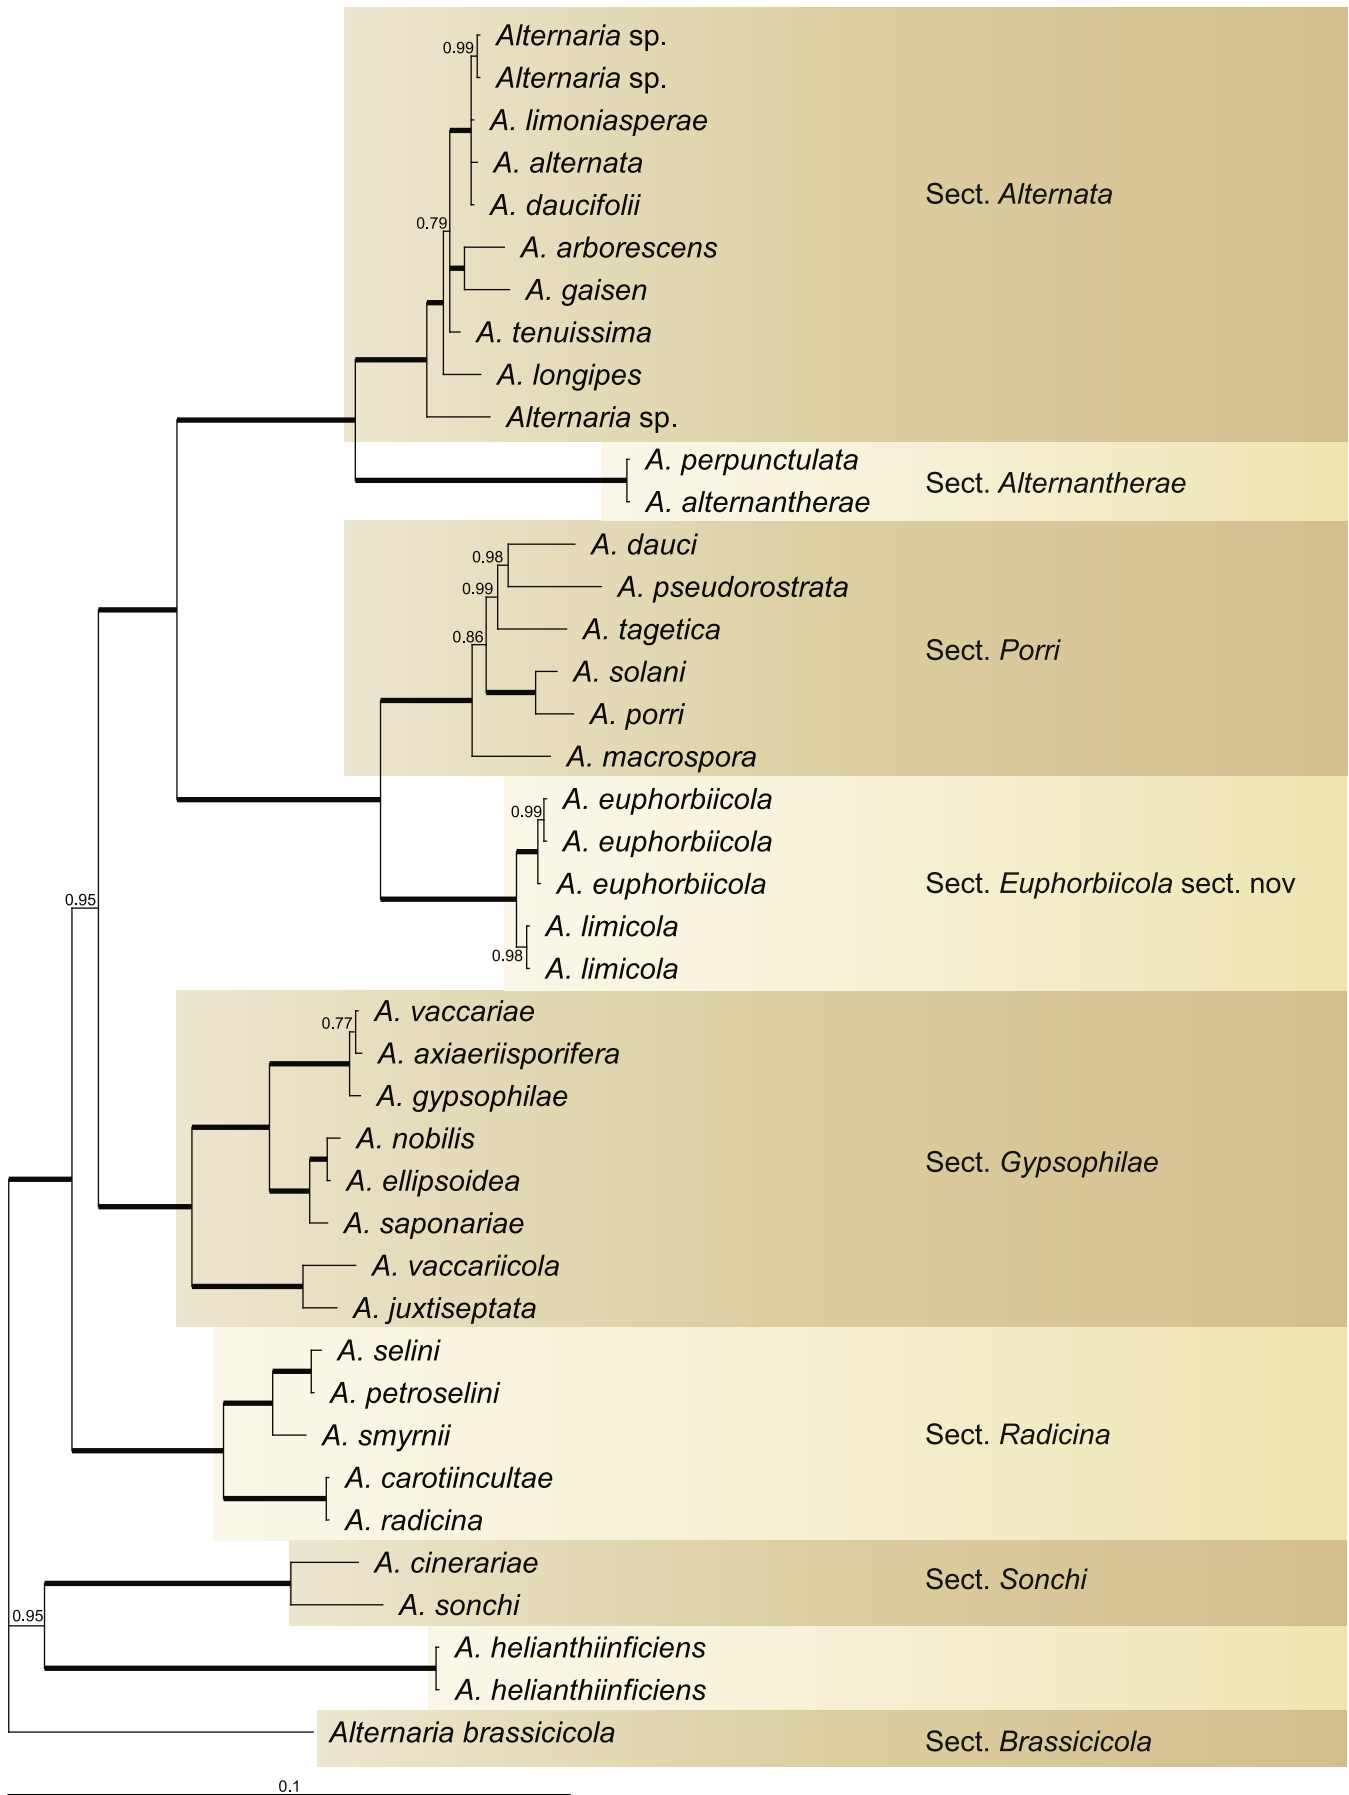 0.99
Alternaria sp.
Alternaria sp.
A. limoniasperae
A. alternata
Sect. Alternata
A. daucifolii
0.79
A. arborescens
A. gaisen
A. tenuissima
A. longipes
Alternaria sp.
A. perpunctulata
Sect. Alternantherae
A. alternantherae
A. dauci
0.98
A. pseudorostrata
0.99
A. tagetica
0.86
Sect. Porri
A. solani
A. porri
A. macrospora
A. euphorbiicola
0.99
A. euphorbiicola
A. euphorbiicola
Sect. Euphorbiicola sect. nov
0.95
A. limicola
0.98
A. limicola
A. vaccariae
0.77
A. axiaeriisporifera
A. gypsophilae
A. nobilis
Sect. Gypsophilae
A. ellipsoidea
A. saponariae
A. vaccariicola
A. juxtiseptata
A. selini
A. petroselini
A. smyrnii
Sect. Radicina
A. carotiincultae
A. radicina
A. cinerariae
Sect. Sonchi
A. sonchi
0.95
A. helianthiinficiens
A. helianthiinficiens
Alternaria brassicicola
Sect. Brassicicola
0.1